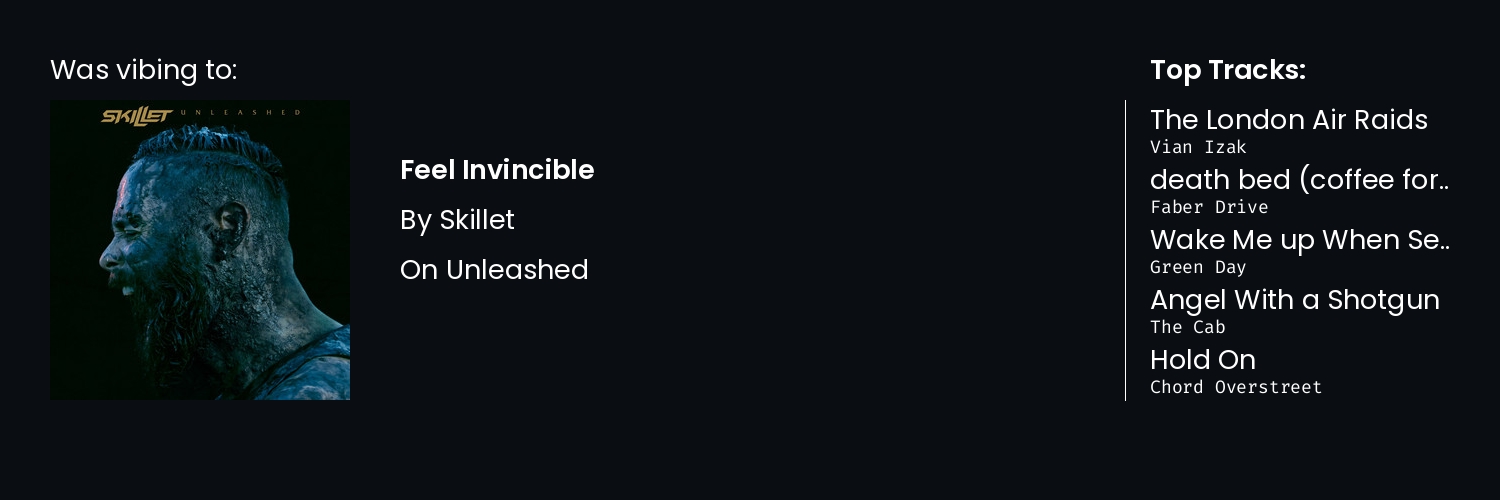 Was vibing to:
SKILLET UNLEASHED
Feel Invincible
By Skillet
On Unleashed
Top Tracks:
The London Air Raids
Vian Izak
death bed (coffee for..
Faber Drive
Wake Me up When Se..
Green Day
Angel With a Shotgun
The Cab
Hold On
Chord Overstreet